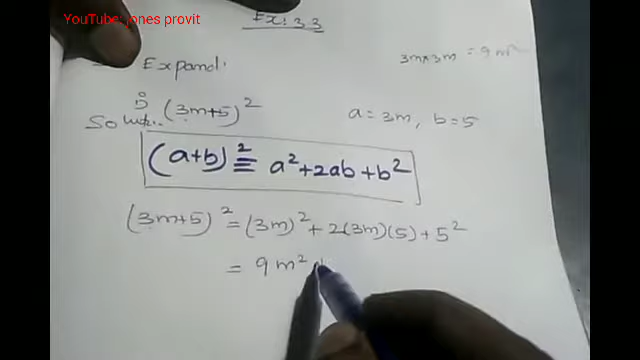 YouTube: jones provit
Ex: 3.3
Expand:
3m×3m = 9m²
i) (3m+5)²
Solution:
a = 3m, b = 5
(a+b)² ≡ a²+2ab+b²
(3m+5)² = (3m)² + 2(3m)(5) + 5²
= 9m²